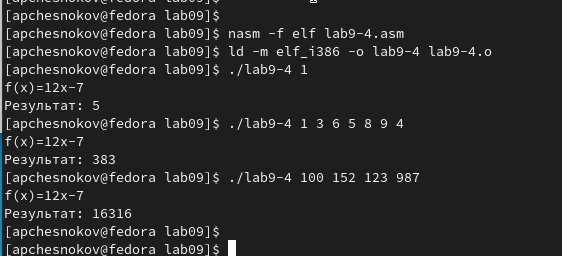 [apchesnokov@fedora lab09]$
[apchesnokov@fedora lab09]$ nasm -f elf lab9-4.asm
[apchesnokov@fedora lab09]$ ld -m elf_i386 -o lab9-4 lab9-4.o
[apchesnokov@fedora lab09]$ ./lab9-4 1
f(x)=12x-7
Результат: 5
[apchesnokov@fedora lab09]$ ./lab9-4 1 3 6 5 8 9 4
f(x)=12x-7
Результат: 383
[apchesnokov@fedora lab09]$ ./lab9-4 100 152 123 987
f(x)=12x-7
Результат: 16316
[apchesnokov@fedora lab09]$
[apchesnokov@fedora lab09]$